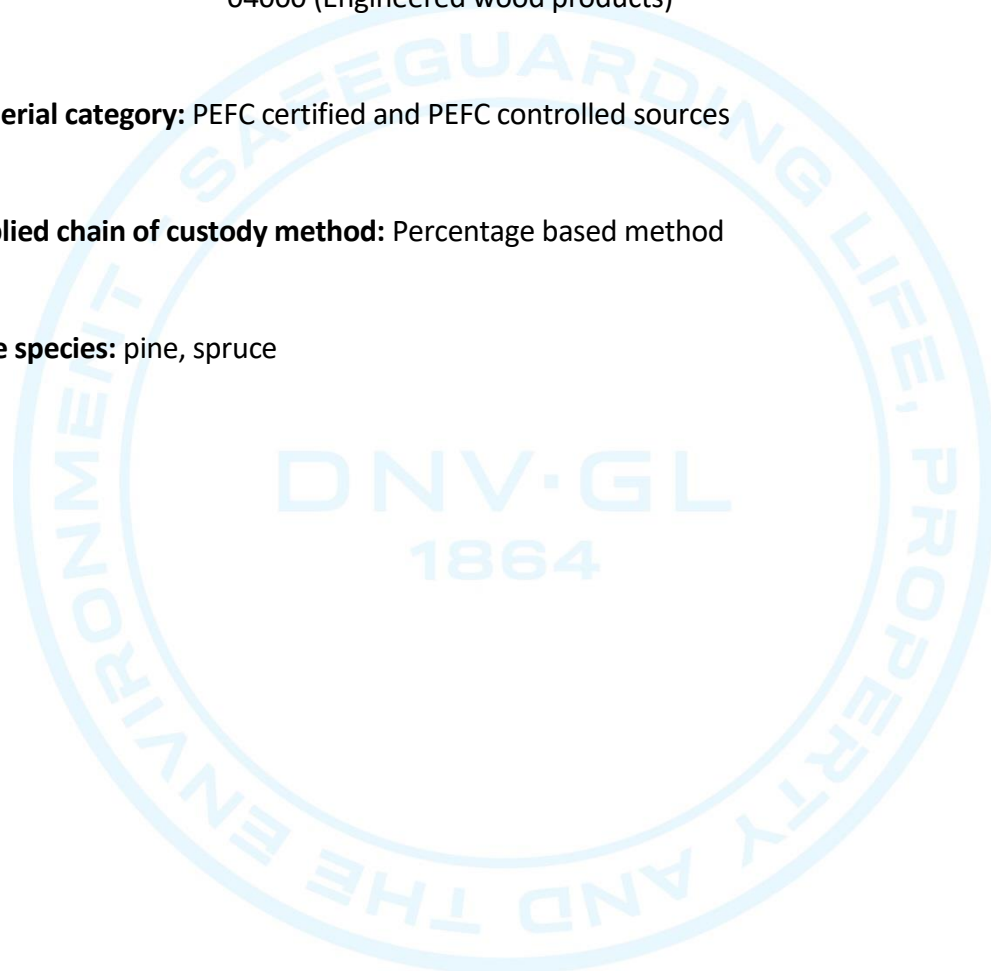 04000 (Engineered wood products)
erial category: PEFC certified and PEFC controlled sources
plied chain of custody method: Percentage based method
e species: pine, spruce
SAFEGUARDING LIFE, PROPERTY AND THE ENVIRONMENT
DNV·GL
1864